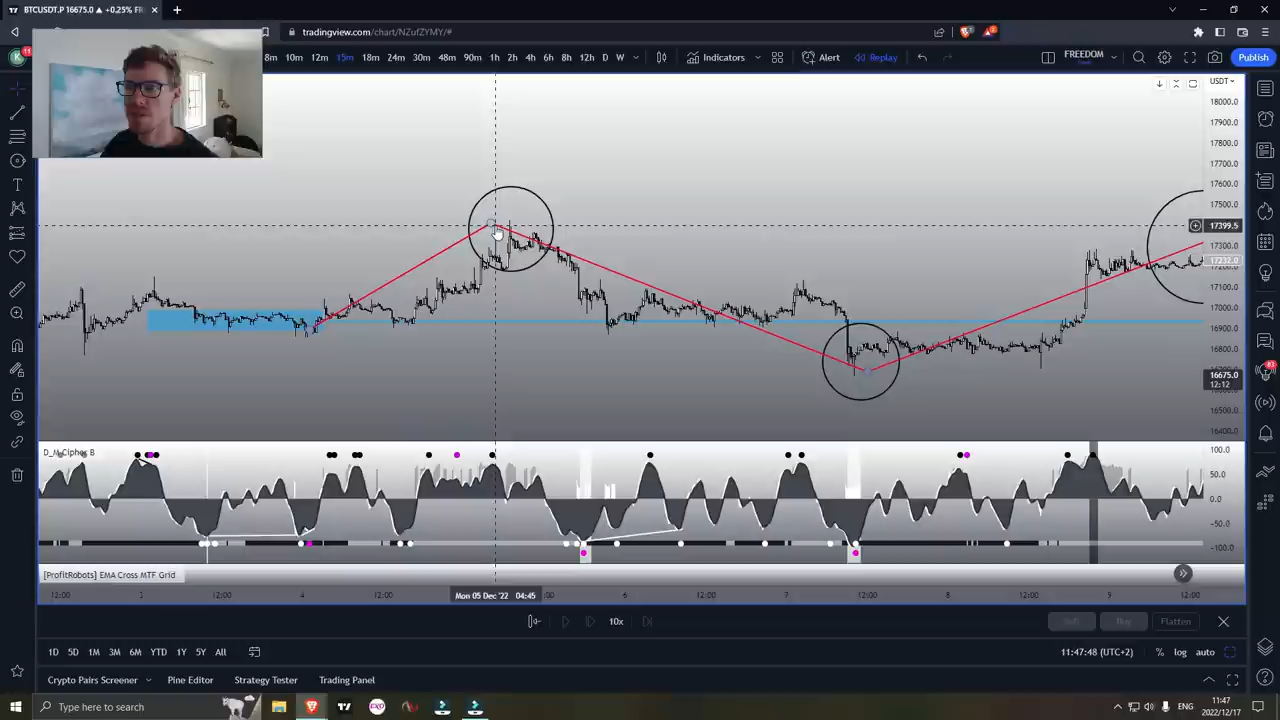 BTCUSDT.P 16675.0 ▲ +0.25% FR
tradingview.com/chart/NZufZYMY/#
K 11 8m 10m 12m 15m 18m 24m 30m 48m 90m 1h 2h 4h 6h 8h 12h D W Indicators Alert Replay FREEDOM Publish
USDT
18000.0
17900.0
17800.0
17700.0
17600.0
17500.0
17399.5
17300.0
17232.0
17100.0
17000.0
16900.0
16800.0
16675.0
12:12
16500.0
16400.0
63
D_M Cipher B
100.0
50.0
0.0
-50.0
-100.0
[ProfitRobots] EMA Cross MTF Grid
12:00 3 12:00 4 12:00 Mon 05 Dec '22 04:45 :00 6 12:00 7 12:00 8 12:00 9 12:00
10x Sell Buy Flatten
1D 5D 1M 3M 6M YTD 1Y 5Y All 11:47:48 (UTC+2) % log auto
Crypto Pairs Screener Pine Editor Strategy Tester Trading Panel
Type here to search EXO ENG 11:47
2022/12/17